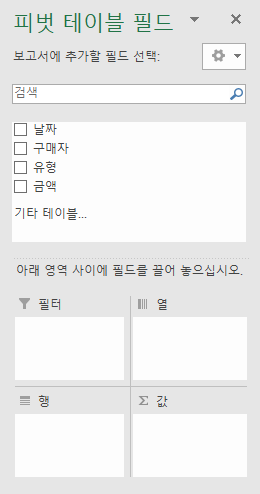 피벗 테이블 필드
보고서에 추가할 필드 선택:
검색
날짜
구매자
유형
금액
기타 테이블...
아래 영역 사이에 필드를 끌어 놓으십시오.
필터
열
행
Σ 값